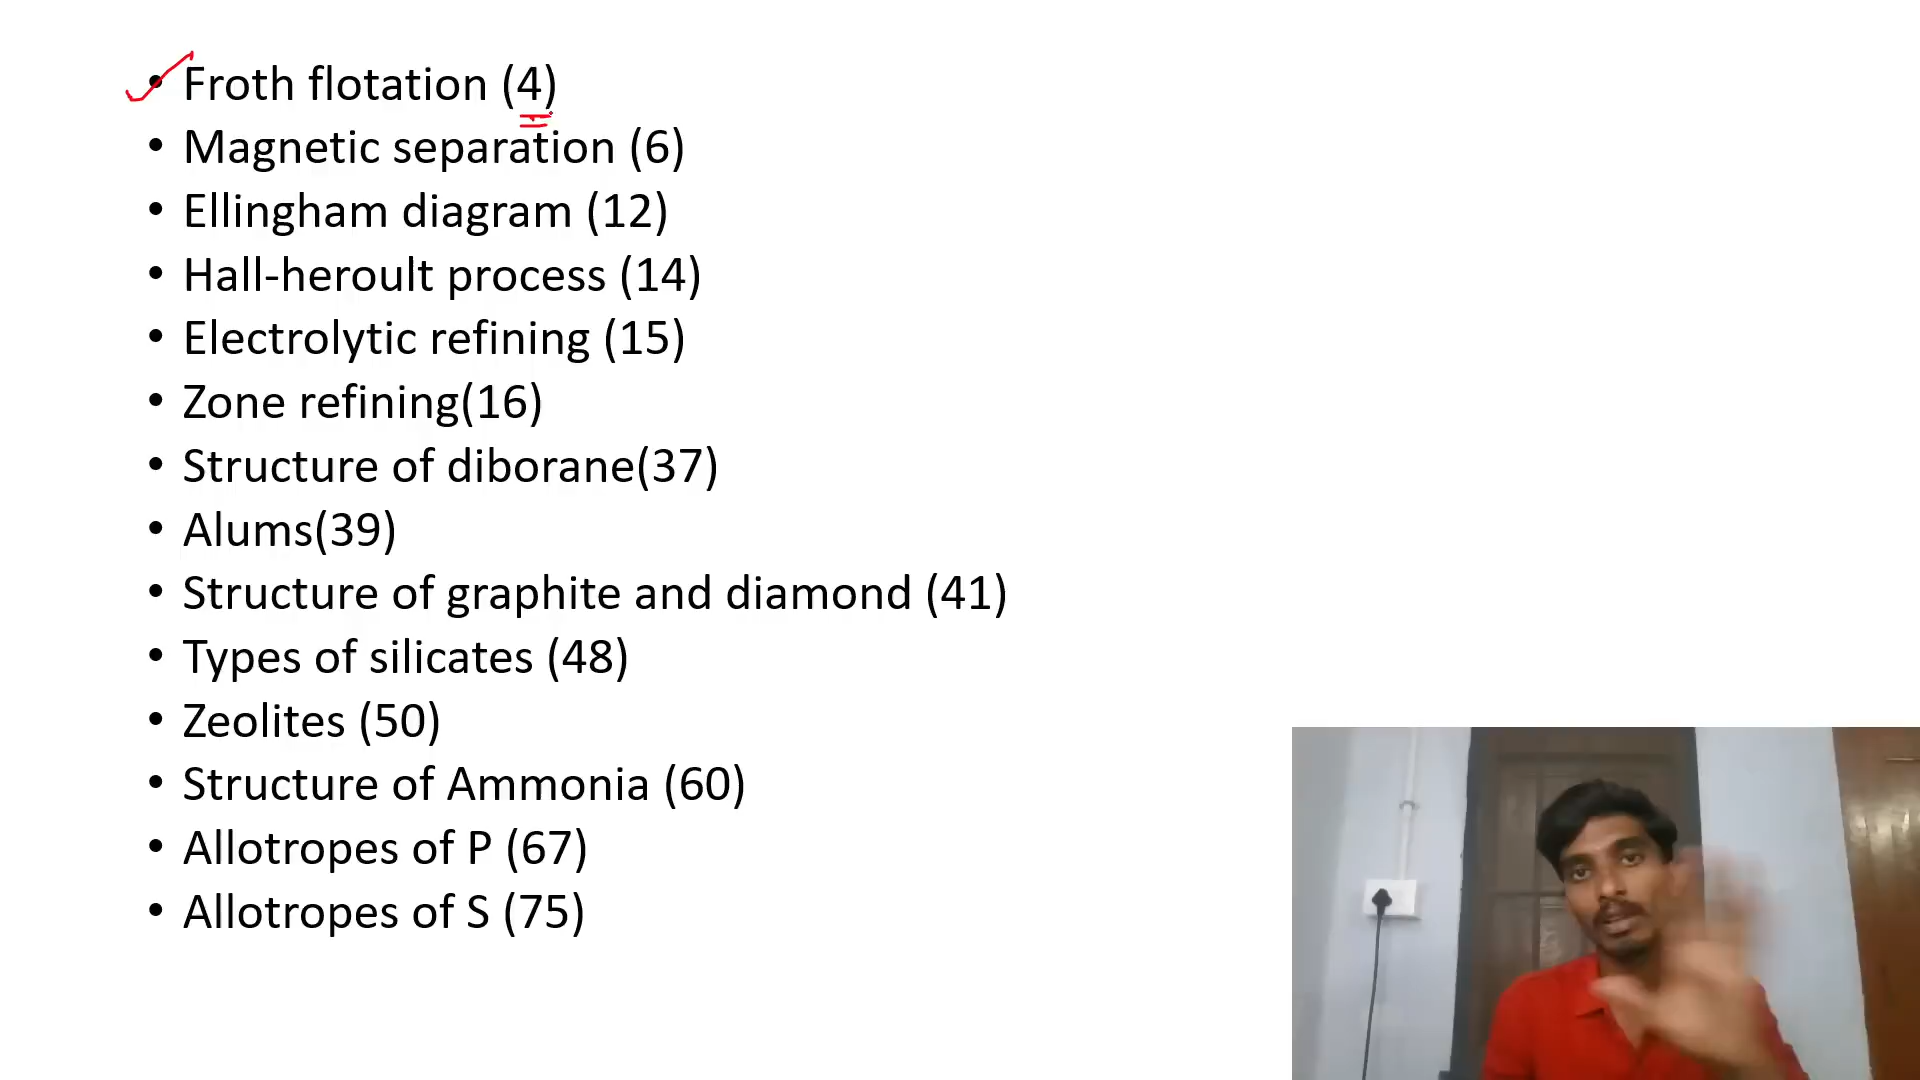 • Froth flotation (4)
• Magnetic separation (6)
• Ellingham diagram (12)
• Hall-heroult process (14)
• Electrolytic refining (15)
• Zone refining(16)
• Structure of diborane(37)
• Alums(39)
• Structure of graphite and diamond (41)
• Types of silicates (48)
• Zeolites (50)
• Structure of Ammonia (60)
• Allotropes of P (67)
• Allotropes of S (75)